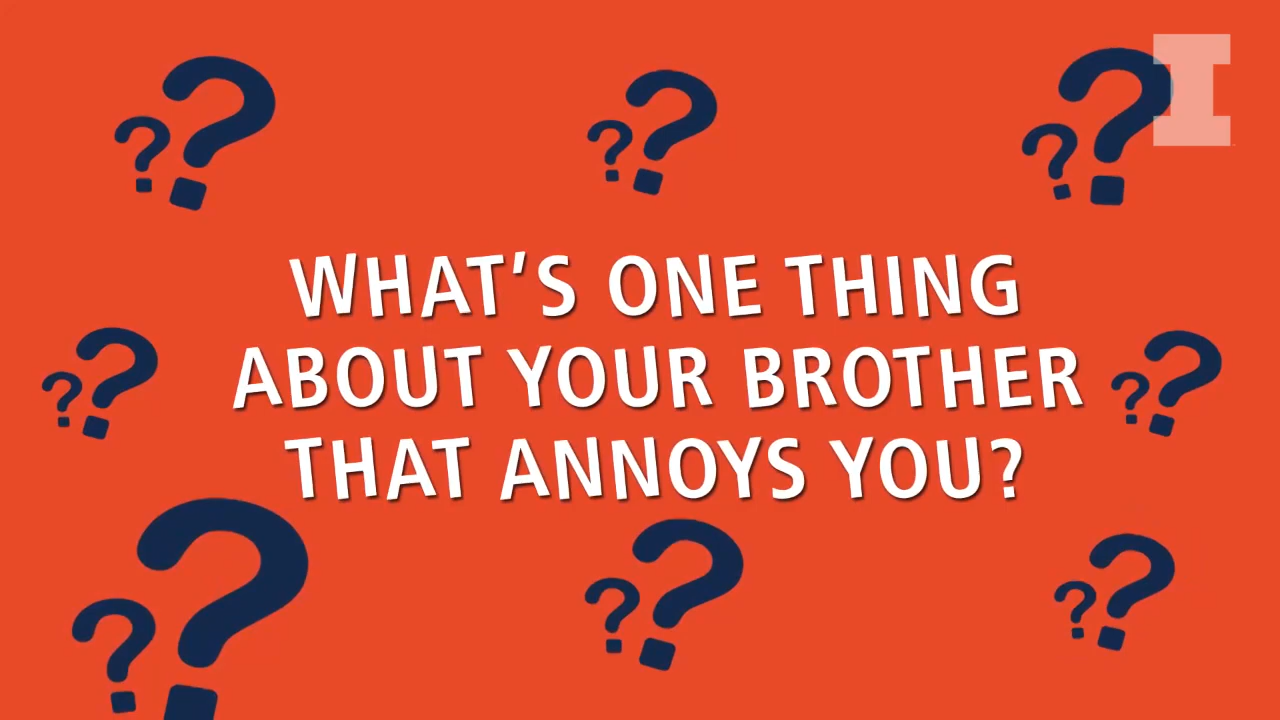 WHAT'S ONE THING
ABOUT YOUR BROTHER
THAT ANNOYS YOU?
I